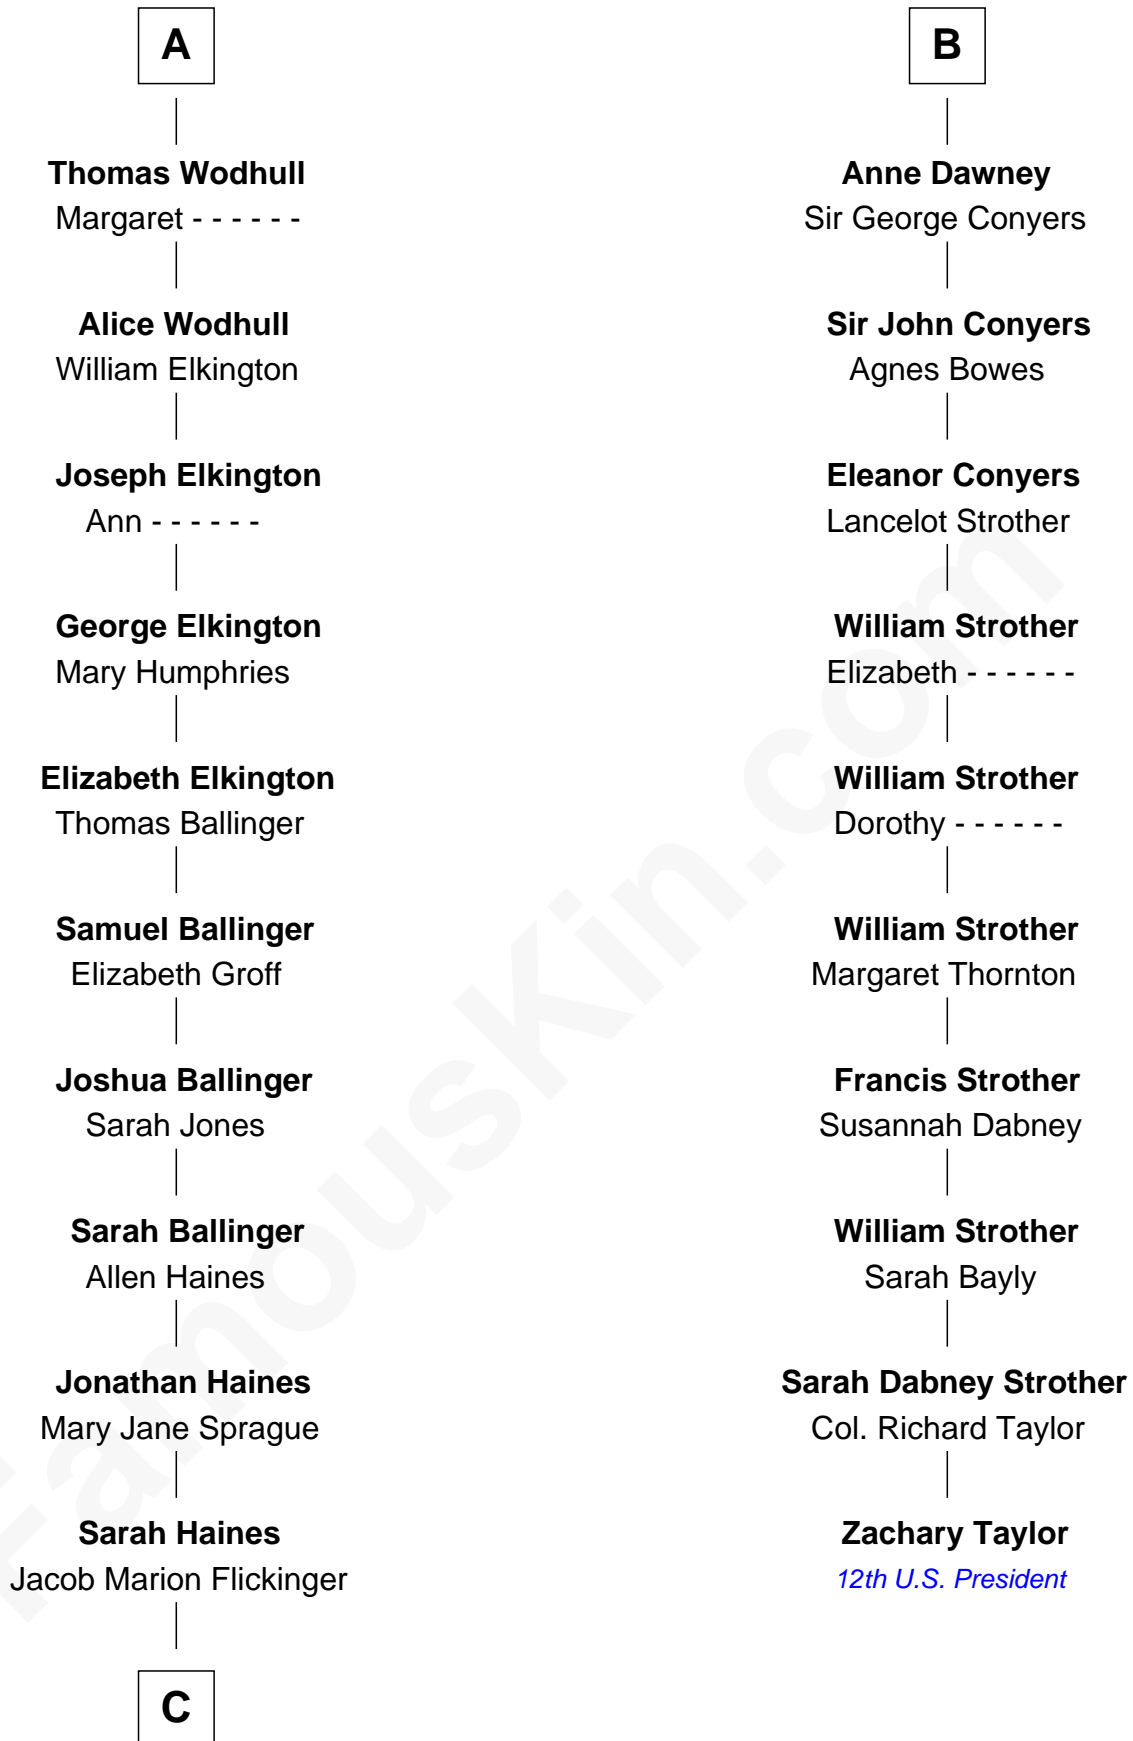 A
Thomas Wodhull
Margaret - - - - - -
Alice Wodhull
William Elkington
Joseph Elkington
Ann - - - - - -
George Elkington
Mary Humphries
Elizabeth Elkington
Thomas Ballinger
Samuel Ballinger
Elizabeth Groff
Joshua Ballinger
Sarah Jones
Sarah Ballinger
Allen Haines
Jonathan Haines
Mary Jane Sprague
Sarah Haines
Jacob Marion Flickinger
C
B
Anne Dawney
Sir George Conyers
Sir John Conyers
Agnes Bowes
Eleanor Conyers
Lancelot Strother
William Strother
Elizabeth - - - - - -
William Strother
Dorothy - - - - - -
William Strother
Margaret Thornton
Francis Strother
Susannah Dabney
William Strother
Sarah Bayly
Sarah Dabney Strother
Col. Richard Taylor
Zachary Taylor
12th U.S. President
FamousKin.com